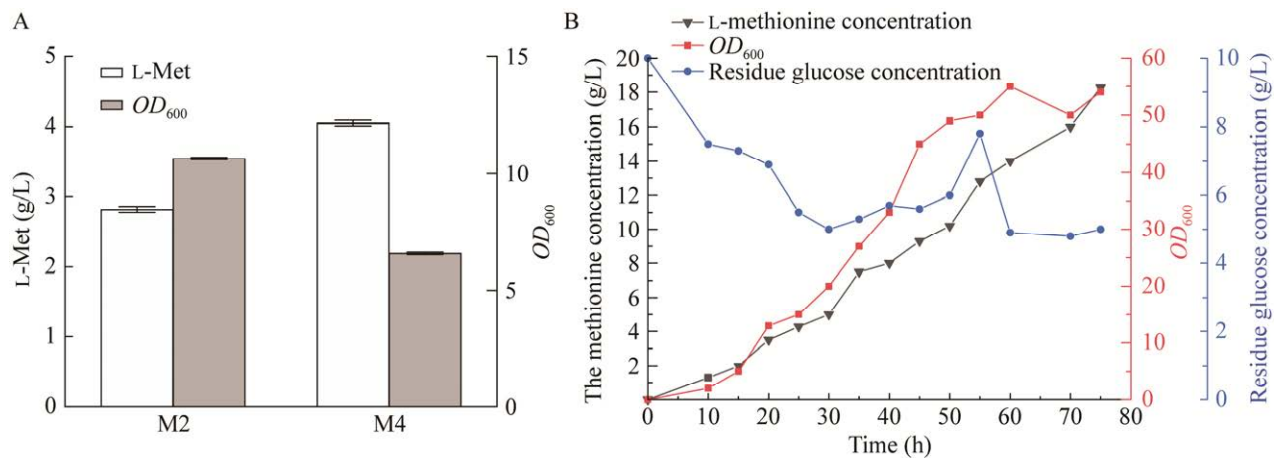 A
L-Met (g/L)
5
4
3
2
1
0
L-Met
OD600
15
10
5
0
OD600
M2
M4
B
L-methionine concentration
OD600
Residue glucose concentration
The methionine concentration (g/L)
20
18
16
14
12
10
8
6
4
2
0
10
20
30
40
50
60
70
80
Time (h)
60
50
40
30
20
10
0
OD600
10
8
6
4
2
0
Residue glucose concentration (g/L)